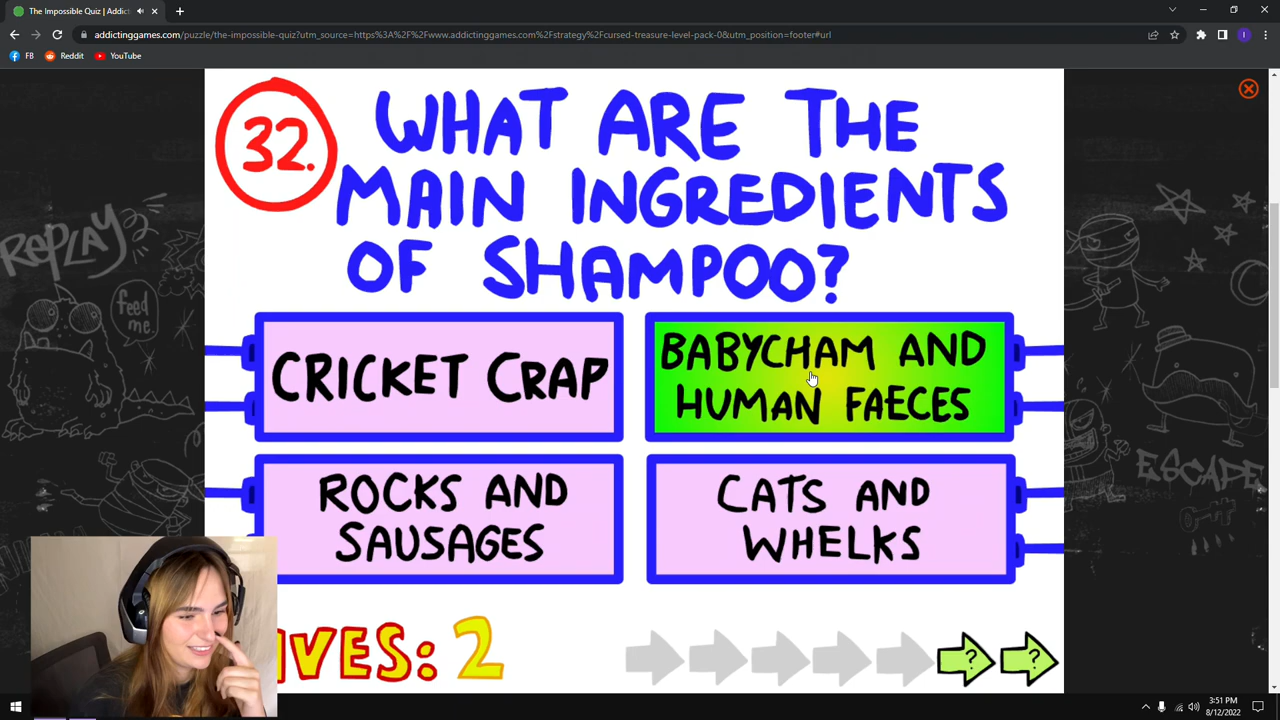 The Impossible Quiz | Addict
addictinggames.com/puzzle/the-impossible-quiz?utm_source=https%3A%2F%2Fwww.addictinggames.com%2Fstrategy%2Fcursed-treasure-level-pack-0&utm_position=footer#url
FB
Reddit
YouTube
I
32.
WHAT ARE THE
MAIN INGREDIENTS
OF SHAMPOO?
REPLAY
feed
me.
CRICKET CRAP
BABYCHAM AND
HUMAN FAECES
ROCKS AND
SAUSAGES
CATS AND
WHELKS
ESCAPE
IVES: 2
?
?
3:51 PM
8/12/2022